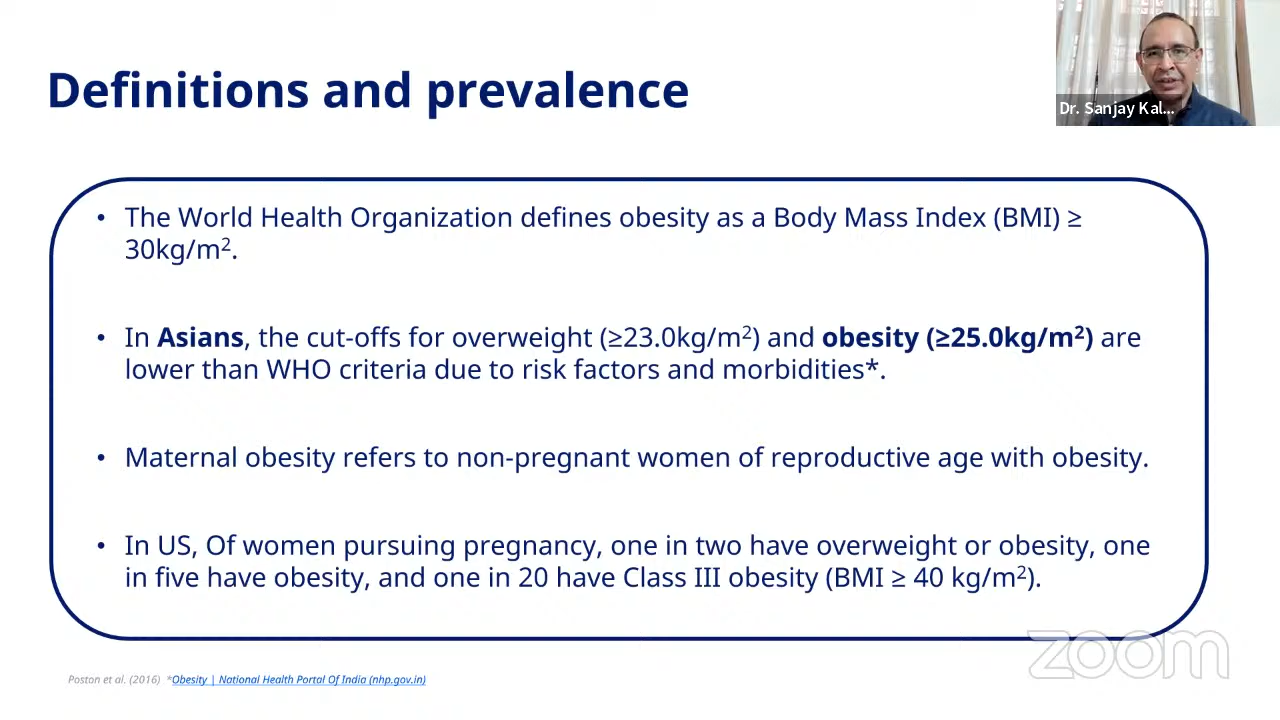 Definitions and prevalence
Dr. Sanjay Kal...
• The World Health Organization defines obesity as a Body Mass Index (BMI) ≥
30kg/m².
• In Asians, the cut-offs for overweight (≥23.0kg/m²) and obesity (≥25.0kg/m²) are
lower than WHO criteria due to risk factors and morbidities*.
• Maternal obesity refers to non-pregnant women of reproductive age with obesity.
• In US, Of women pursuing pregnancy, one in two have overweight or obesity, one
in five have obesity, and one in 20 have Class III obesity (BMI ≥ 40 kg/m²).
zoom
Poston et al. (2016) *Obesity | National Health Portal Of India (nhp.gov.in)